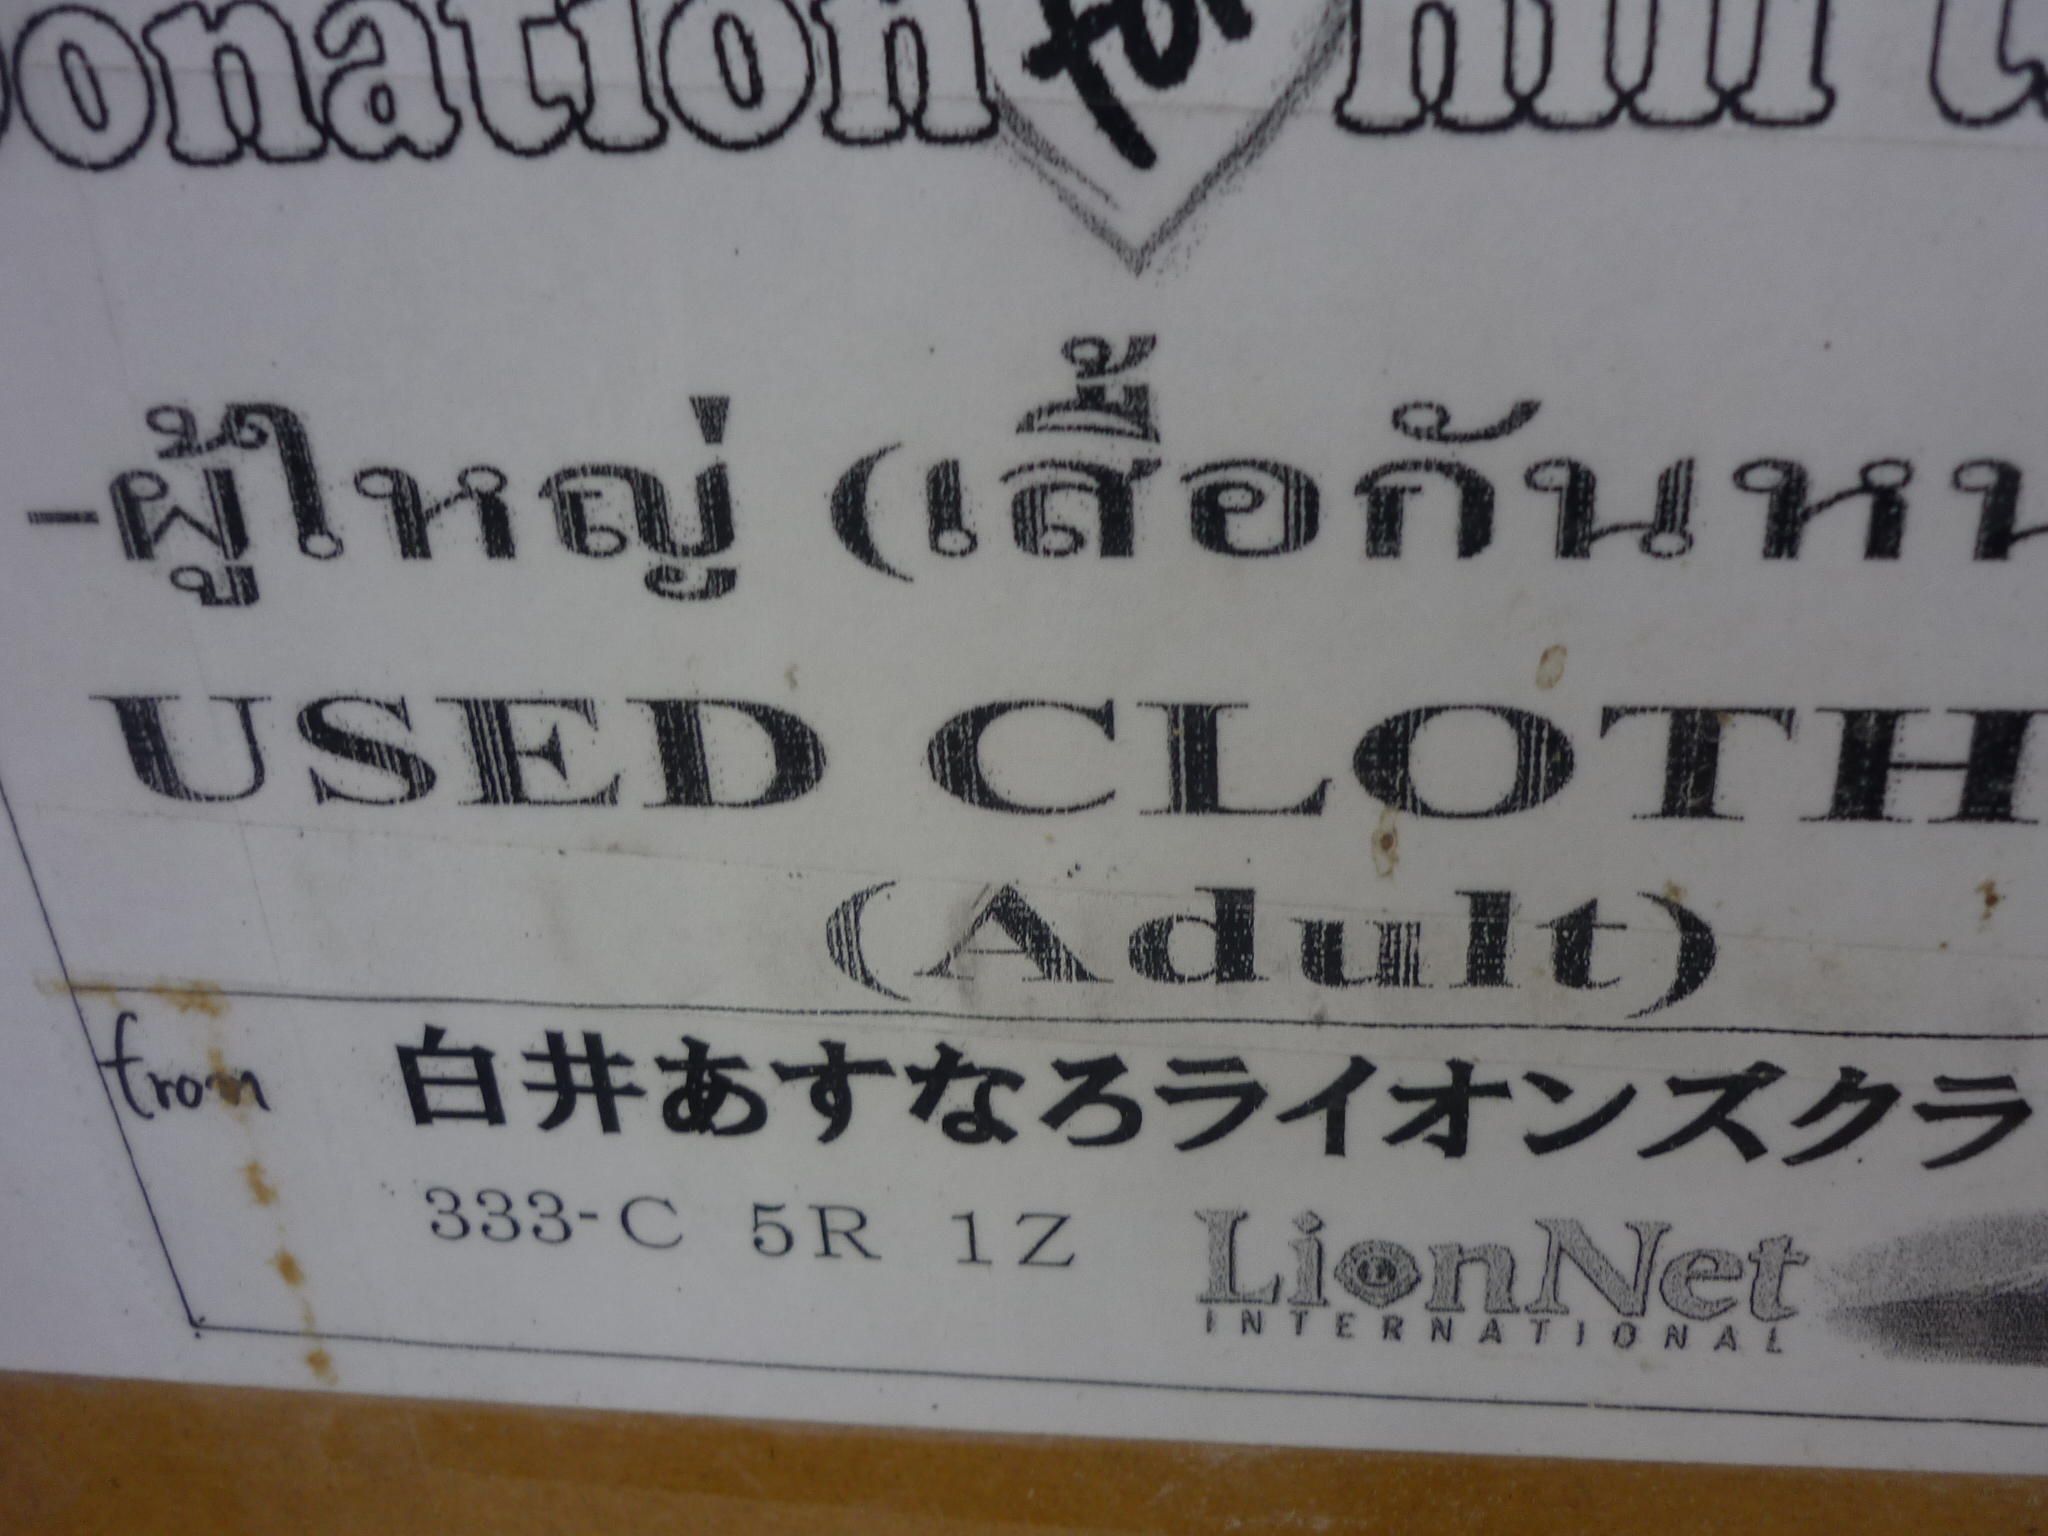 onation for hill t
-ผู้ใหญ่ (เสื้อกันหน
USED CLOTH
(Adult)
from 白井あすなろライオンズクラ
333-C 5R 1Z
LionNet
INTERNATIONAL